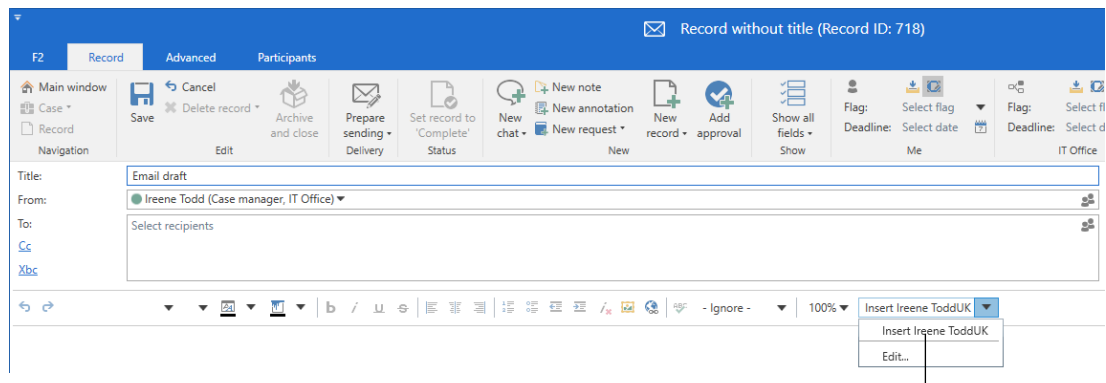 Record without title (Record ID: 718)
F2 Record Advanced Participants
Main window
Case
Record
Navigation
Save
Cancel
Delete record
Archive
and close
Edit
Prepare
sending
Delivery
Set record to
'Complete'
Status
New
chat
New note
New annotation
New request
New
record
Add
approval
New
Show all
fields
Show
Flag: Select flag
Deadline: Select date
Me
Flag: Select fl
Deadline: Select d
IT Office
Title: Email draft
From: Ireene Todd (Case manager, IT Office)
To: Select recipients
Cc
Xbc
b i u s ABC - Ignore - 100% Insert Ireene ToddUK
Insert Ireene ToddUK
Edit...